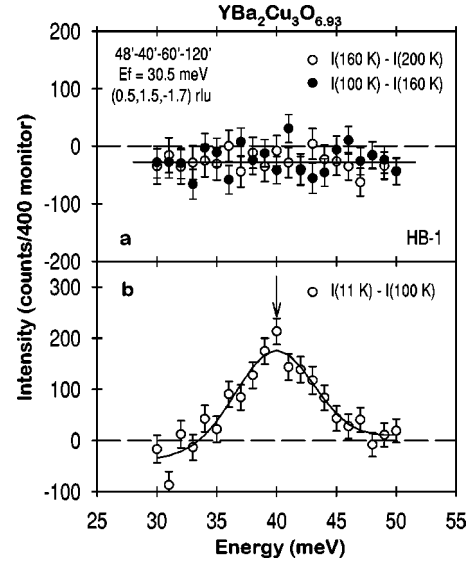 YBa₂Cu₃O₆.₉₃
200
48'-40'-60'-120'
Ef = 30.5 meV
(0.5,1.5,-1.7) rlu
I(160 K) - I(200 K)
I(100 K) - I(160 K)
100
0
-100
a
HB-1
-200
Intensity (counts/400 monitor)
300
b
I(11 K) - I(100 K)
200
100
0
-100
25
30
35
40
45
50
55
Energy (meV)